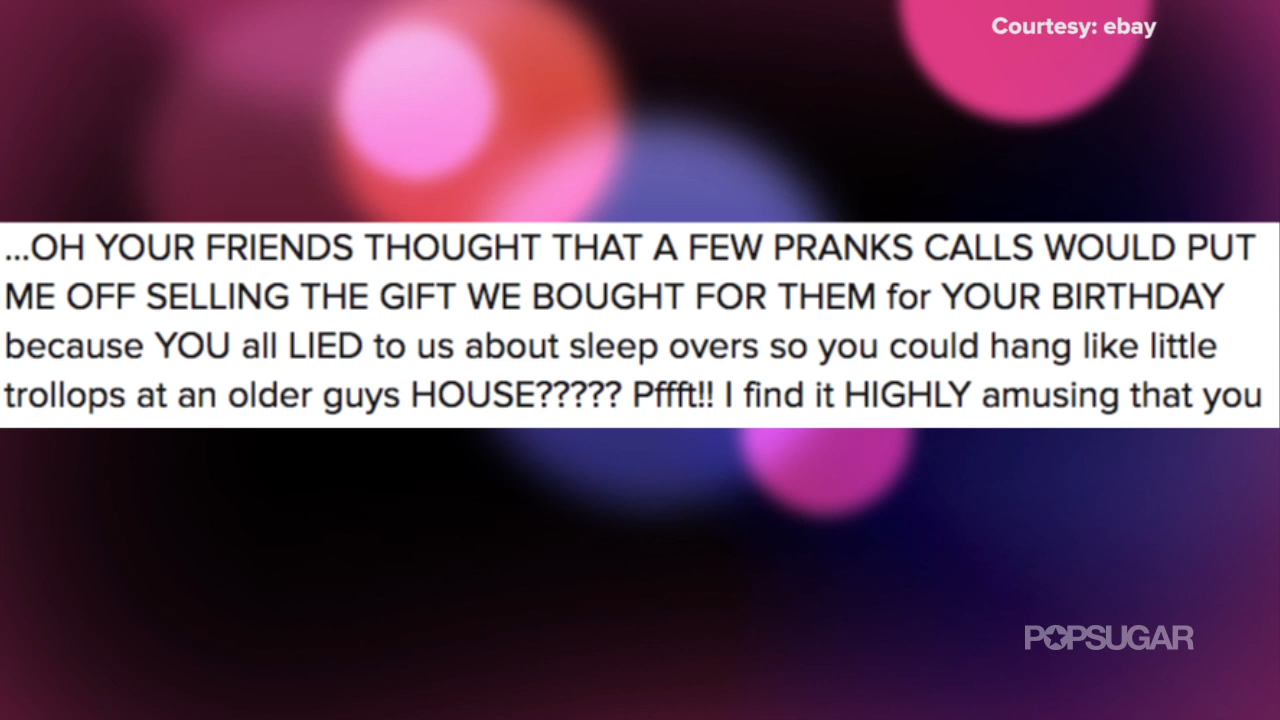 Courtesy: ebay
...OH YOUR FRIENDS THOUGHT THAT A FEW PRANKS CALLS WOULD PUT
ME OFF SELLING THE GIFT WE BOUGHT FOR THEM for YOUR BIRTHDAY
because YOU all LIED to us about sleep overs so you could hang like little
trollops at an older guys HOUSE????? Pffft!! I find it HIGHLY amusing that you
POPSUGAR